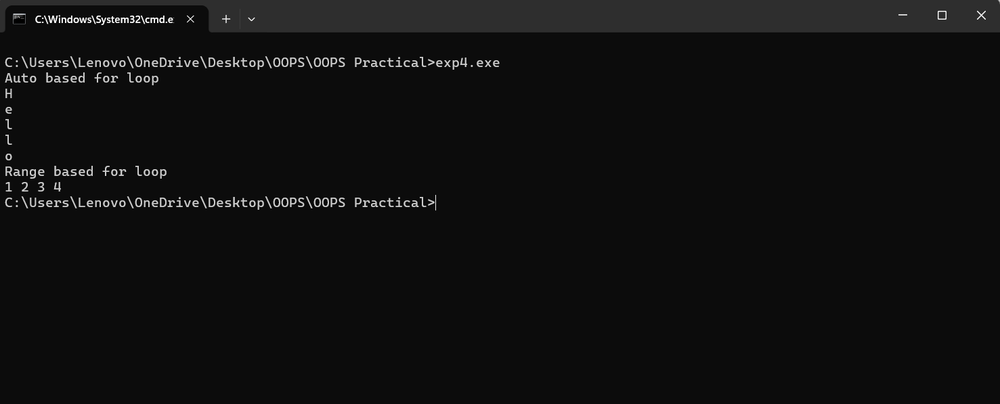 C:\Windows\System32\cmd.e
C:\Users\Lenovo\OneDrive\Desktop\OOPS\OOPS Practical>exp4.exe
Auto based for loop
H
e
l
l
o
Range based for loop
1 2 3 4
C:\Users\Lenovo\OneDrive\Desktop\OOPS\OOPS Practical>